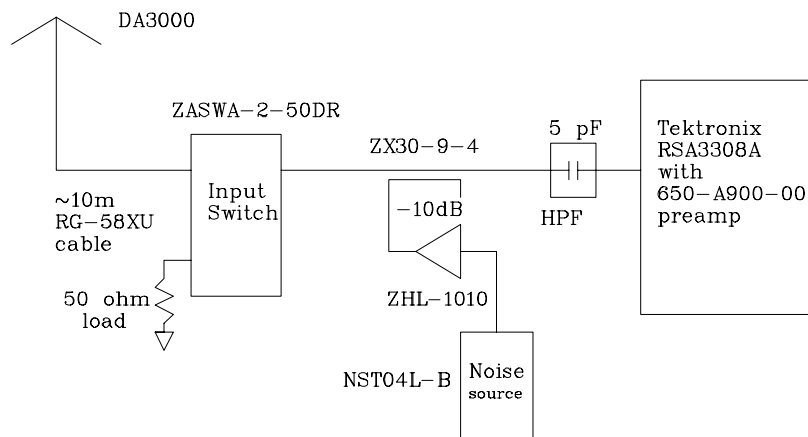 DA3000
ZASWA-2-50DR
ZX30-9-4
5 pF
Tektronix
RSA3308A
with
650-A900-00
preamp
Input
Switch
~10m
RG-58XU
cable
-10dB
HPF
50 ohm
load
ZHL-1010
NST04L-B
Noise
source